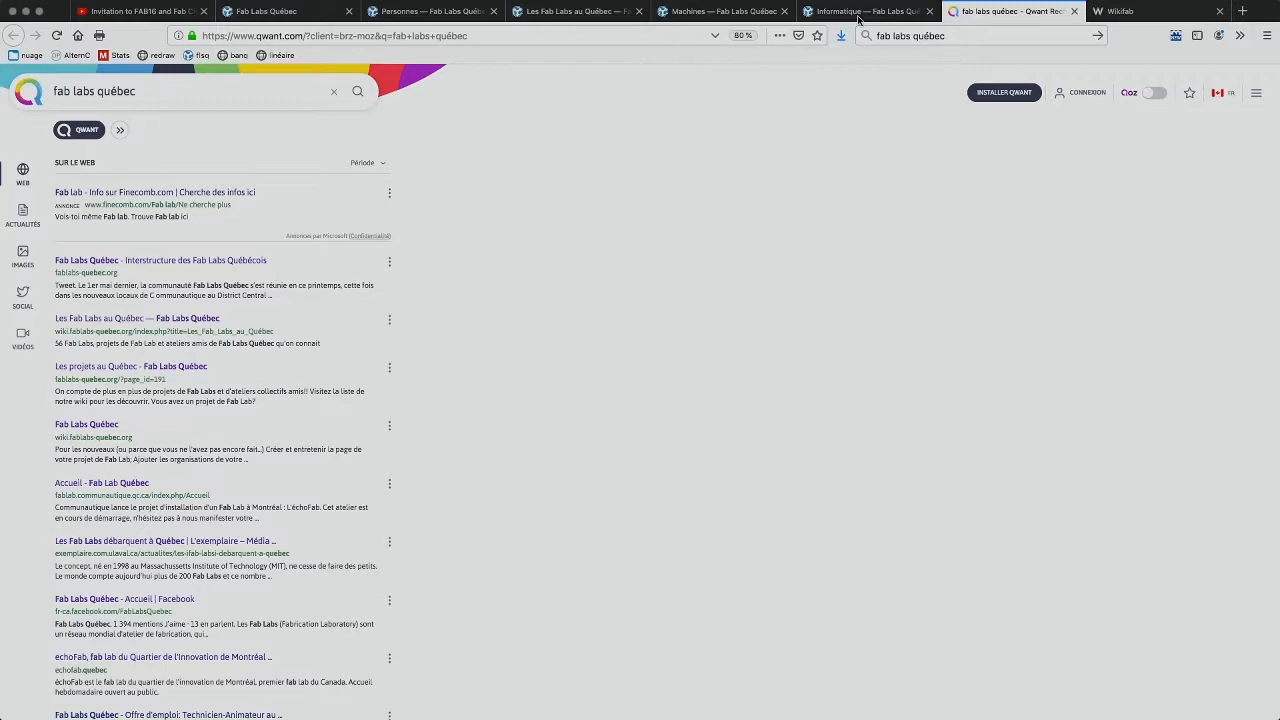 Invitation to FAB16 and Fab C
Fab Labs Québec
Personnes — Fab Labs Québec
Les Fab Labs au Québec — F
Machines — Fab Labs Québec
Informatique — Fab Labs Qué
fab labs québec - Qwant Rech
Wikifab
https://www.qwant.com/?client=brz-moz&q=fab+labs+québec
80 %
fab labs québec
nuage
AlternC
Stats
redraw
flsq
banq
linéaire
fab labs québec
INSTALLER QWANT
CONNEXION
Qoz
FR
QWANT
WEB
ACTUALITÉS
IMAGES
SOCIAL
VIDÉOS
SUR LE WEB
Période
Fab lab - Info sur Finecomb.com | Cherche des infos ici
ANNONCE www.finecomb.com/Fab lab/Ne cherche plus
Vois-toi même Fab lab. Trouve Fab lab ici
Annonces par Microsoft (Confidentialité)
Fab Labs Québec - Interstructure des Fab Labs Québécois
fablabs-quebec.org
Tweet. Le 1er mai dernier, la communauté Fab Labs Québec s'est réunie en ce printemps, cette fois
dans les nouveaux locaux de C ommunautique au District Central ...
Les Fab Labs au Québec — Fab Labs Québec
wiki.fablabs-quebec.org/index.php?title=Les_Fab_Labs_au_Québec
56 Fab Labs, projets de Fab Lab et ateliers amis de Fab Labs Québec qu'on connait
Les projets au Québec - Fab Labs Québec
fablabs-quebec.org/?page_id=191
On compte de plus en plus de projets de Fab Labs et d'ateliers collectifs amis!! Visitez la liste de
notre wiki pour les découvrir. Vous avez un projet de Fab Lab?
Fab Labs Québec
wiki.fablabs-quebec.org
Pour les nouveaux (ou parce que vous ne l'avez pas encore fait...) Créer et entretenir la page de
votre projet de Fab Lab; Ajouter les organisations de votre ...
Accueil - Fab Lab Québec
fablab.communautique.qc.ca/index.php/Accueil
Communautique lance le projet d'installation d'un Fab Lab à Montréal : L'échoFab. Cet atelier est
en cours de démarrage, n'hésitez pas à nous manifester votre ...
Les Fab Labs débarquent à Québec | L'exemplaire – Média ...
exemplaire.com.ulaval.ca/actualites/les-ifab-labsi-debarquent-a-quebec
Le concept, né en 1998 au Massachussetts Institute of Technology (MIT), ne cesse de faire des petits.
Le monde compte aujourd'hui plus de 200 Fab Labs et ce nombre ...
Fab Labs Québec - Accueil | Facebook
fr-ca.facebook.com/FabLabsQuebec
Fab Labs Québec. 1 394 mentions J'aime · 13 en parlent. Les Fab Labs (Fabrication Laboratory) sont
un réseau mondial d'atelier de fabrication, qui...
echoFab, fab lab du Quartier de l'Innovation de Montréal ...
echofab.quebec
échoFab est le fab lab du quartier de l'innovation de Montréal, premier fab lab du Canada. Accueil
hebdomadaire ouvert au public.
Fab Labs Québec - Offre d'emploi: Technicien-Animateur au ...